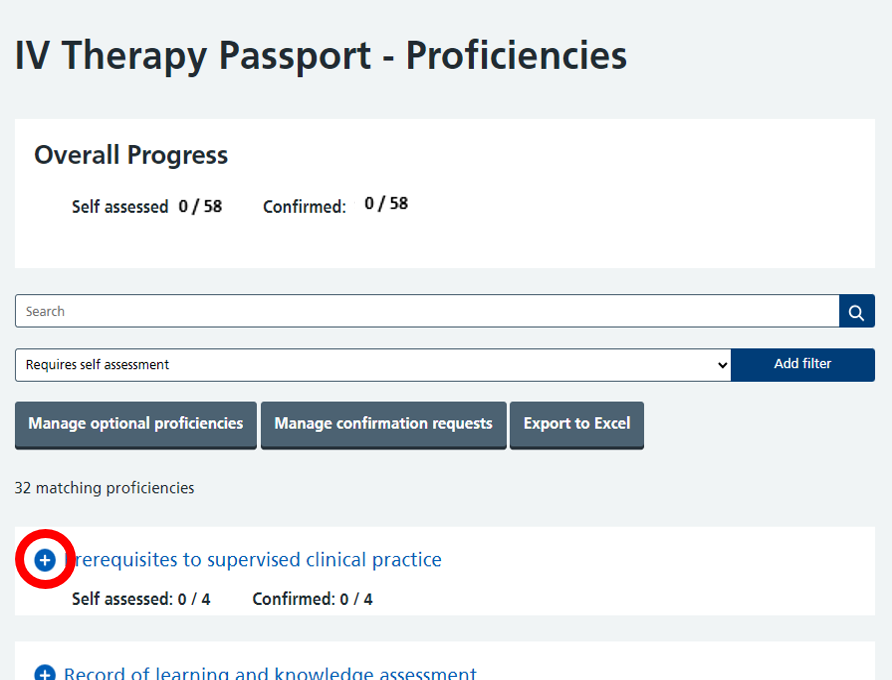 IV Therapy Passport - Proficiencies
Overall Progress
Self assessed 0 / 58 Confirmed: 0 / 58
Search
Requires self assessment Add filter
Manage optional proficiencies Manage confirmation requests Export to Excel
32 matching proficiencies
Prerequisites to supervised clinical practice
Self assessed: 0 / 4 Confirmed: 0 / 4
Record of learning and knowledge assessment